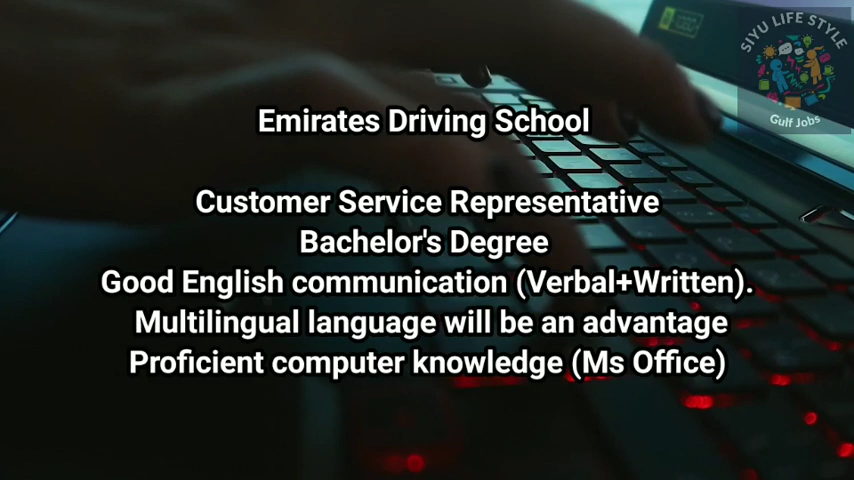 SIYU LIFE STYLE
Gulf Jobs
Emirates Driving School
Customer Service Representative
Bachelor's Degree
Good English communication (Verbal+Written).
Multilingual language will be an advantage
Proficient computer knowledge (Ms Office)